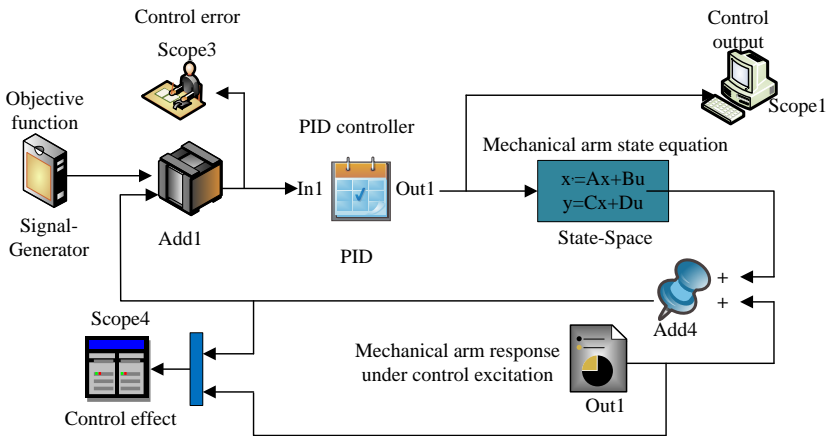 Control error
Scope3
Control
output
Scope1
Objective
function
Signal-
Generator
Add1
PID controller
In1
Out1
PID
Mechanical arm state equation
x·=Ax+Bu
y=Cx+Du
State-Space
+
+
Add4
Scope4
Control effect
Mechanical arm response
under control excitation
Out1